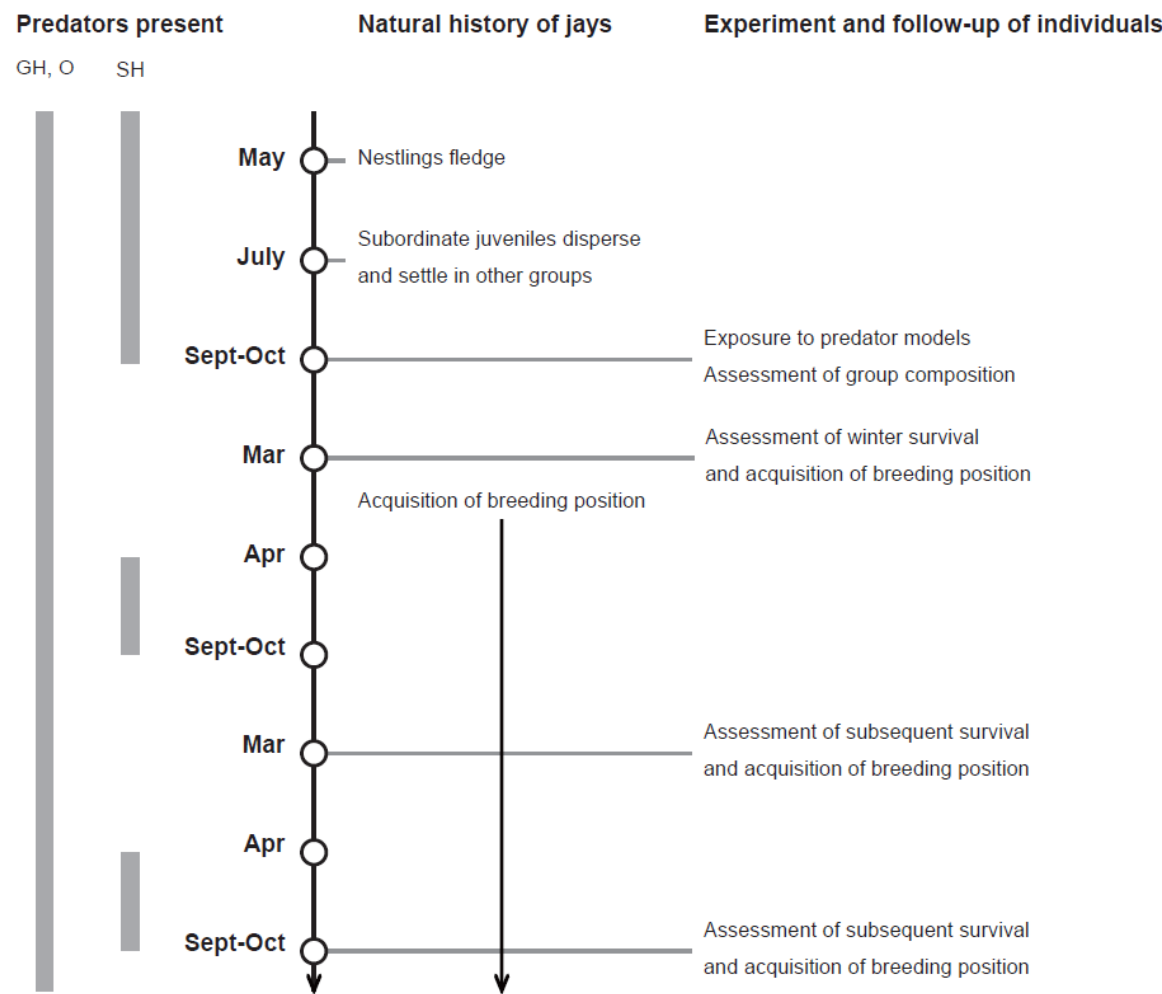 Predators present
Natural history of jays
Experiment and follow-up of individuals
GH, O
SH
May
Nestlings fledge
July
Subordinate juveniles disperse
and settle in other groups
Sept-Oct
Exposure to predator models
Assessment of group composition
Mar
Assessment of winter survival
and acquisition of breeding position
Acquisition of breeding position
Apr
Sept-Oct
Mar
Assessment of subsequent survival
and acquisition of breeding position
Apr
Sept-Oct
Assessment of subsequent survival
and acquisition of breeding position